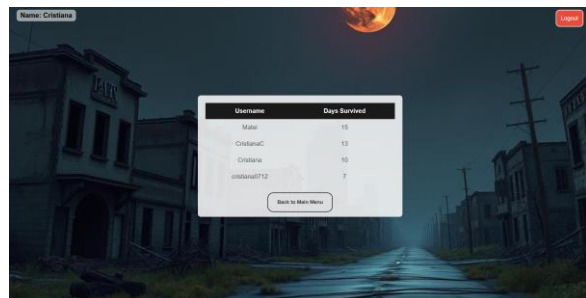 Name: Cristiana
Logout
Username Days Survived
Matei 15
CristianaC 13
Cristiana 10
cristiana0712 7
Back to Main Menu